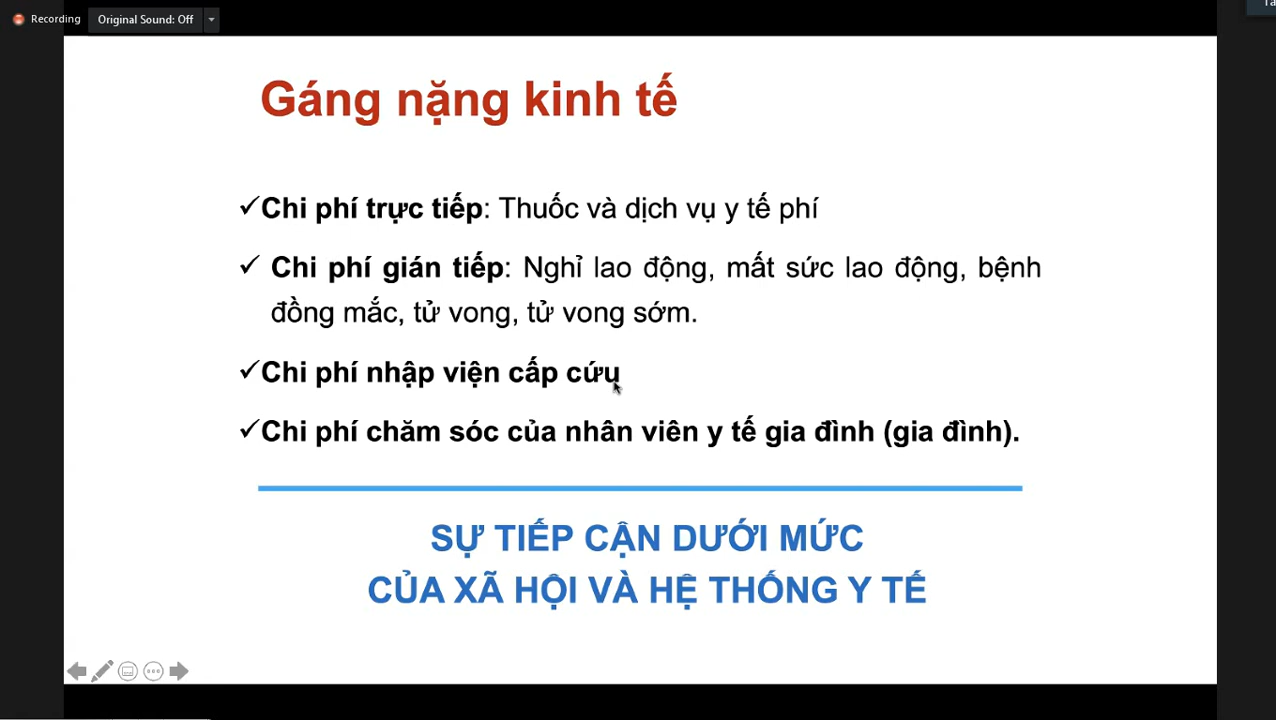 Recording
Original Sound: Off
Ta
Gáng nặng kinh tế
✓Chi phí trực tiếp: Thuốc và dịch vụ y tế phí
✓ Chi phí gián tiếp: Nghỉ lao động, mất sức lao động, bệnh
đồng mắc, tử vong, tử vong sớm.
✓Chi phí nhập viện cấp cứu
✓Chi phí chăm sóc của nhân viên y tế gia đình (gia đình).
SỰ TIẾP CẬN DƯỚI MỨC
CỦA XÃ HỘI VÀ HỆ THỐNG Y TẾ